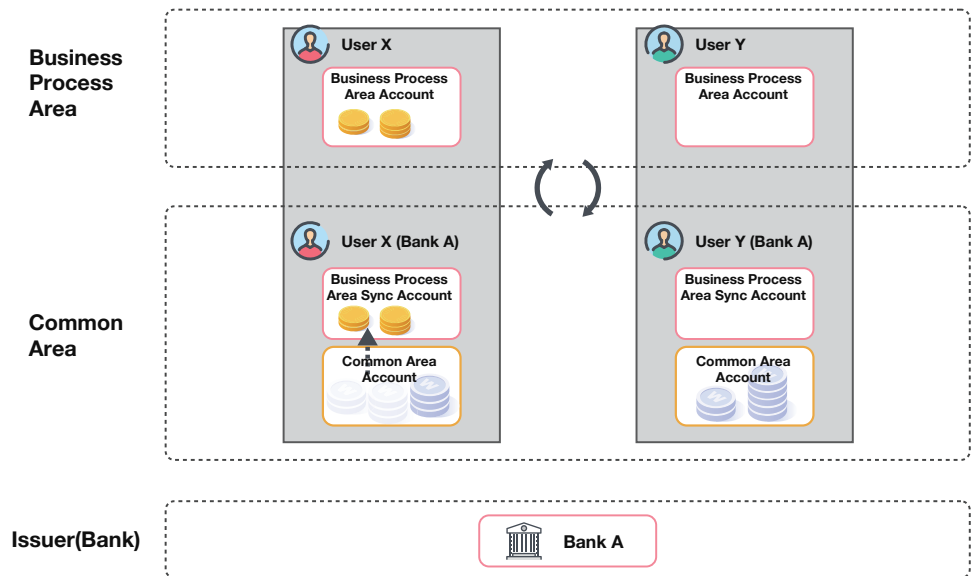 Business
Process
Area
User X
Business Process
Area Account
User Y
Business Process
Area Account
Common
Area
User X (Bank A)
Business Process
Area Sync Account
Common Area
Account
W
W
W
User Y (Bank A)
Business Process
Area Sync Account
Common Area
Account
W
W
Issuer(Bank)
Bank A